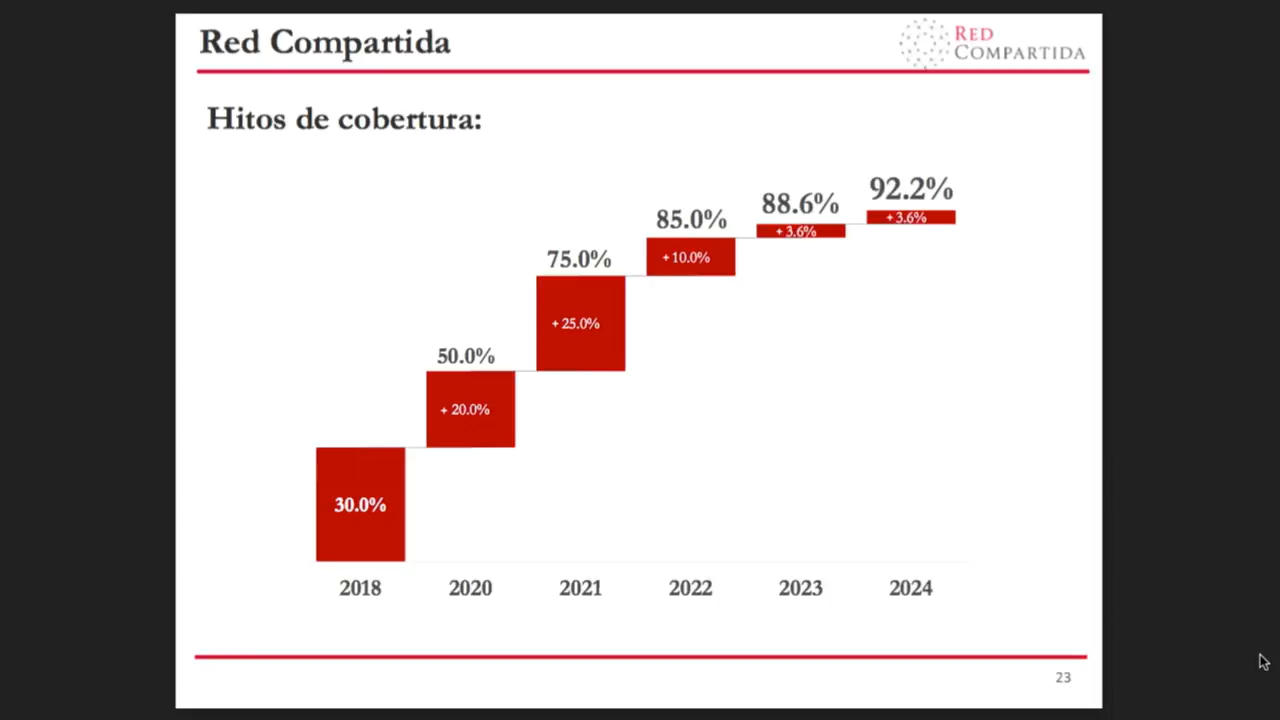 Red Compartida
RED
COMPARTIDA
Hitos de cobertura:
92.2%
88.6%
+ 3.6%
85.0%
+ 3.6%
75.0%
+ 10.0%
+ 25.0%
50.0%
+ 20.0%
30.0%
2018 2020 2021 2022 2023 2024
23